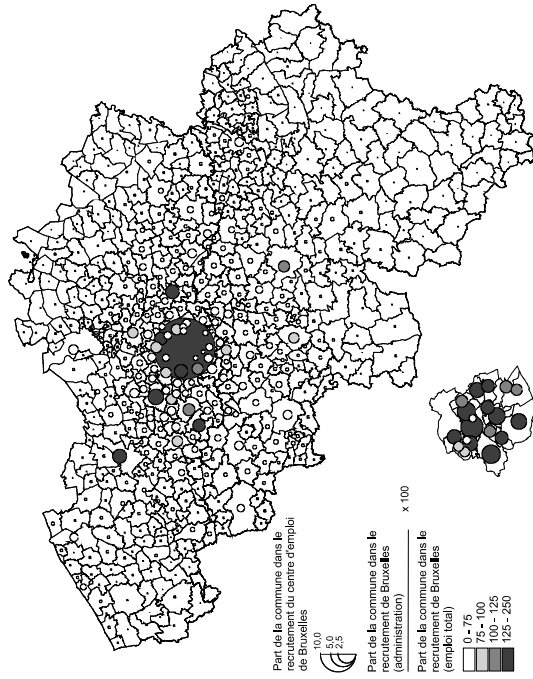 Part de la commune dans le
recrutement du centre d'emploi
de Bruxelles
10,0
5,0
2,5
Part de la commune dans le
recrutement de Bruxelles
(administration)
x 100
Part de la commune dans le
recrutement de Bruxelles
(emploi total)
0 - 75
75 - 100
100 - 125
125 - 250